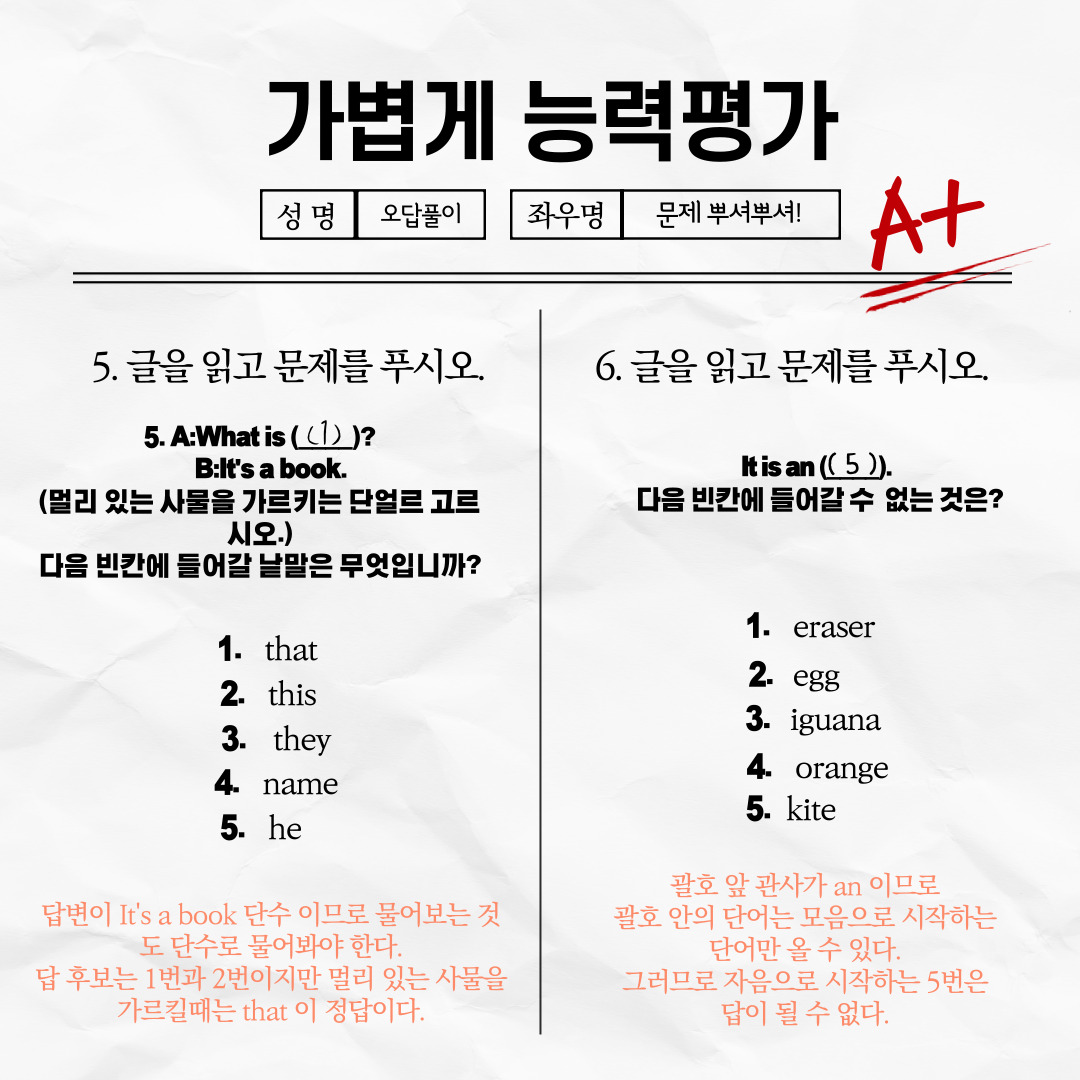 가볍게 능력평가
성 명 오답풀이 좌우명 문제 뿌셔뿌셔!
A+
5. 글을 읽고 문제를 푸시오.
5. A:What is ( (1) )?
B:It's a book.
(멀리 있는 사물을 가르키는 단얼르 고르
시오.)
다음 빈칸에 들어갈 낱말은 무엇입니까?
1. that
2. this
3. they
4. name
5. he
답변이 It's a book 단수 이므로 물어보는 것
도 단수로 물어봐야 한다.
답 후보는 1번과 2번이지만 멀리 있는 사물을
가르킬때는 that 이 정답이다.
6. 글을 읽고 문제를 푸시오.
It is an (( 5 )).
다음 빈칸에 들어갈 수 없는 것은?
1. eraser
2. egg
3. iguana
4. orange
5. kite
괄호 앞 관사가 an 이므로
괄호 안의 단어는 모음으로 시작하는
단어만 올 수 있다.
그러므로 자음으로 시작하는 5번은
답이 될 수 없다.